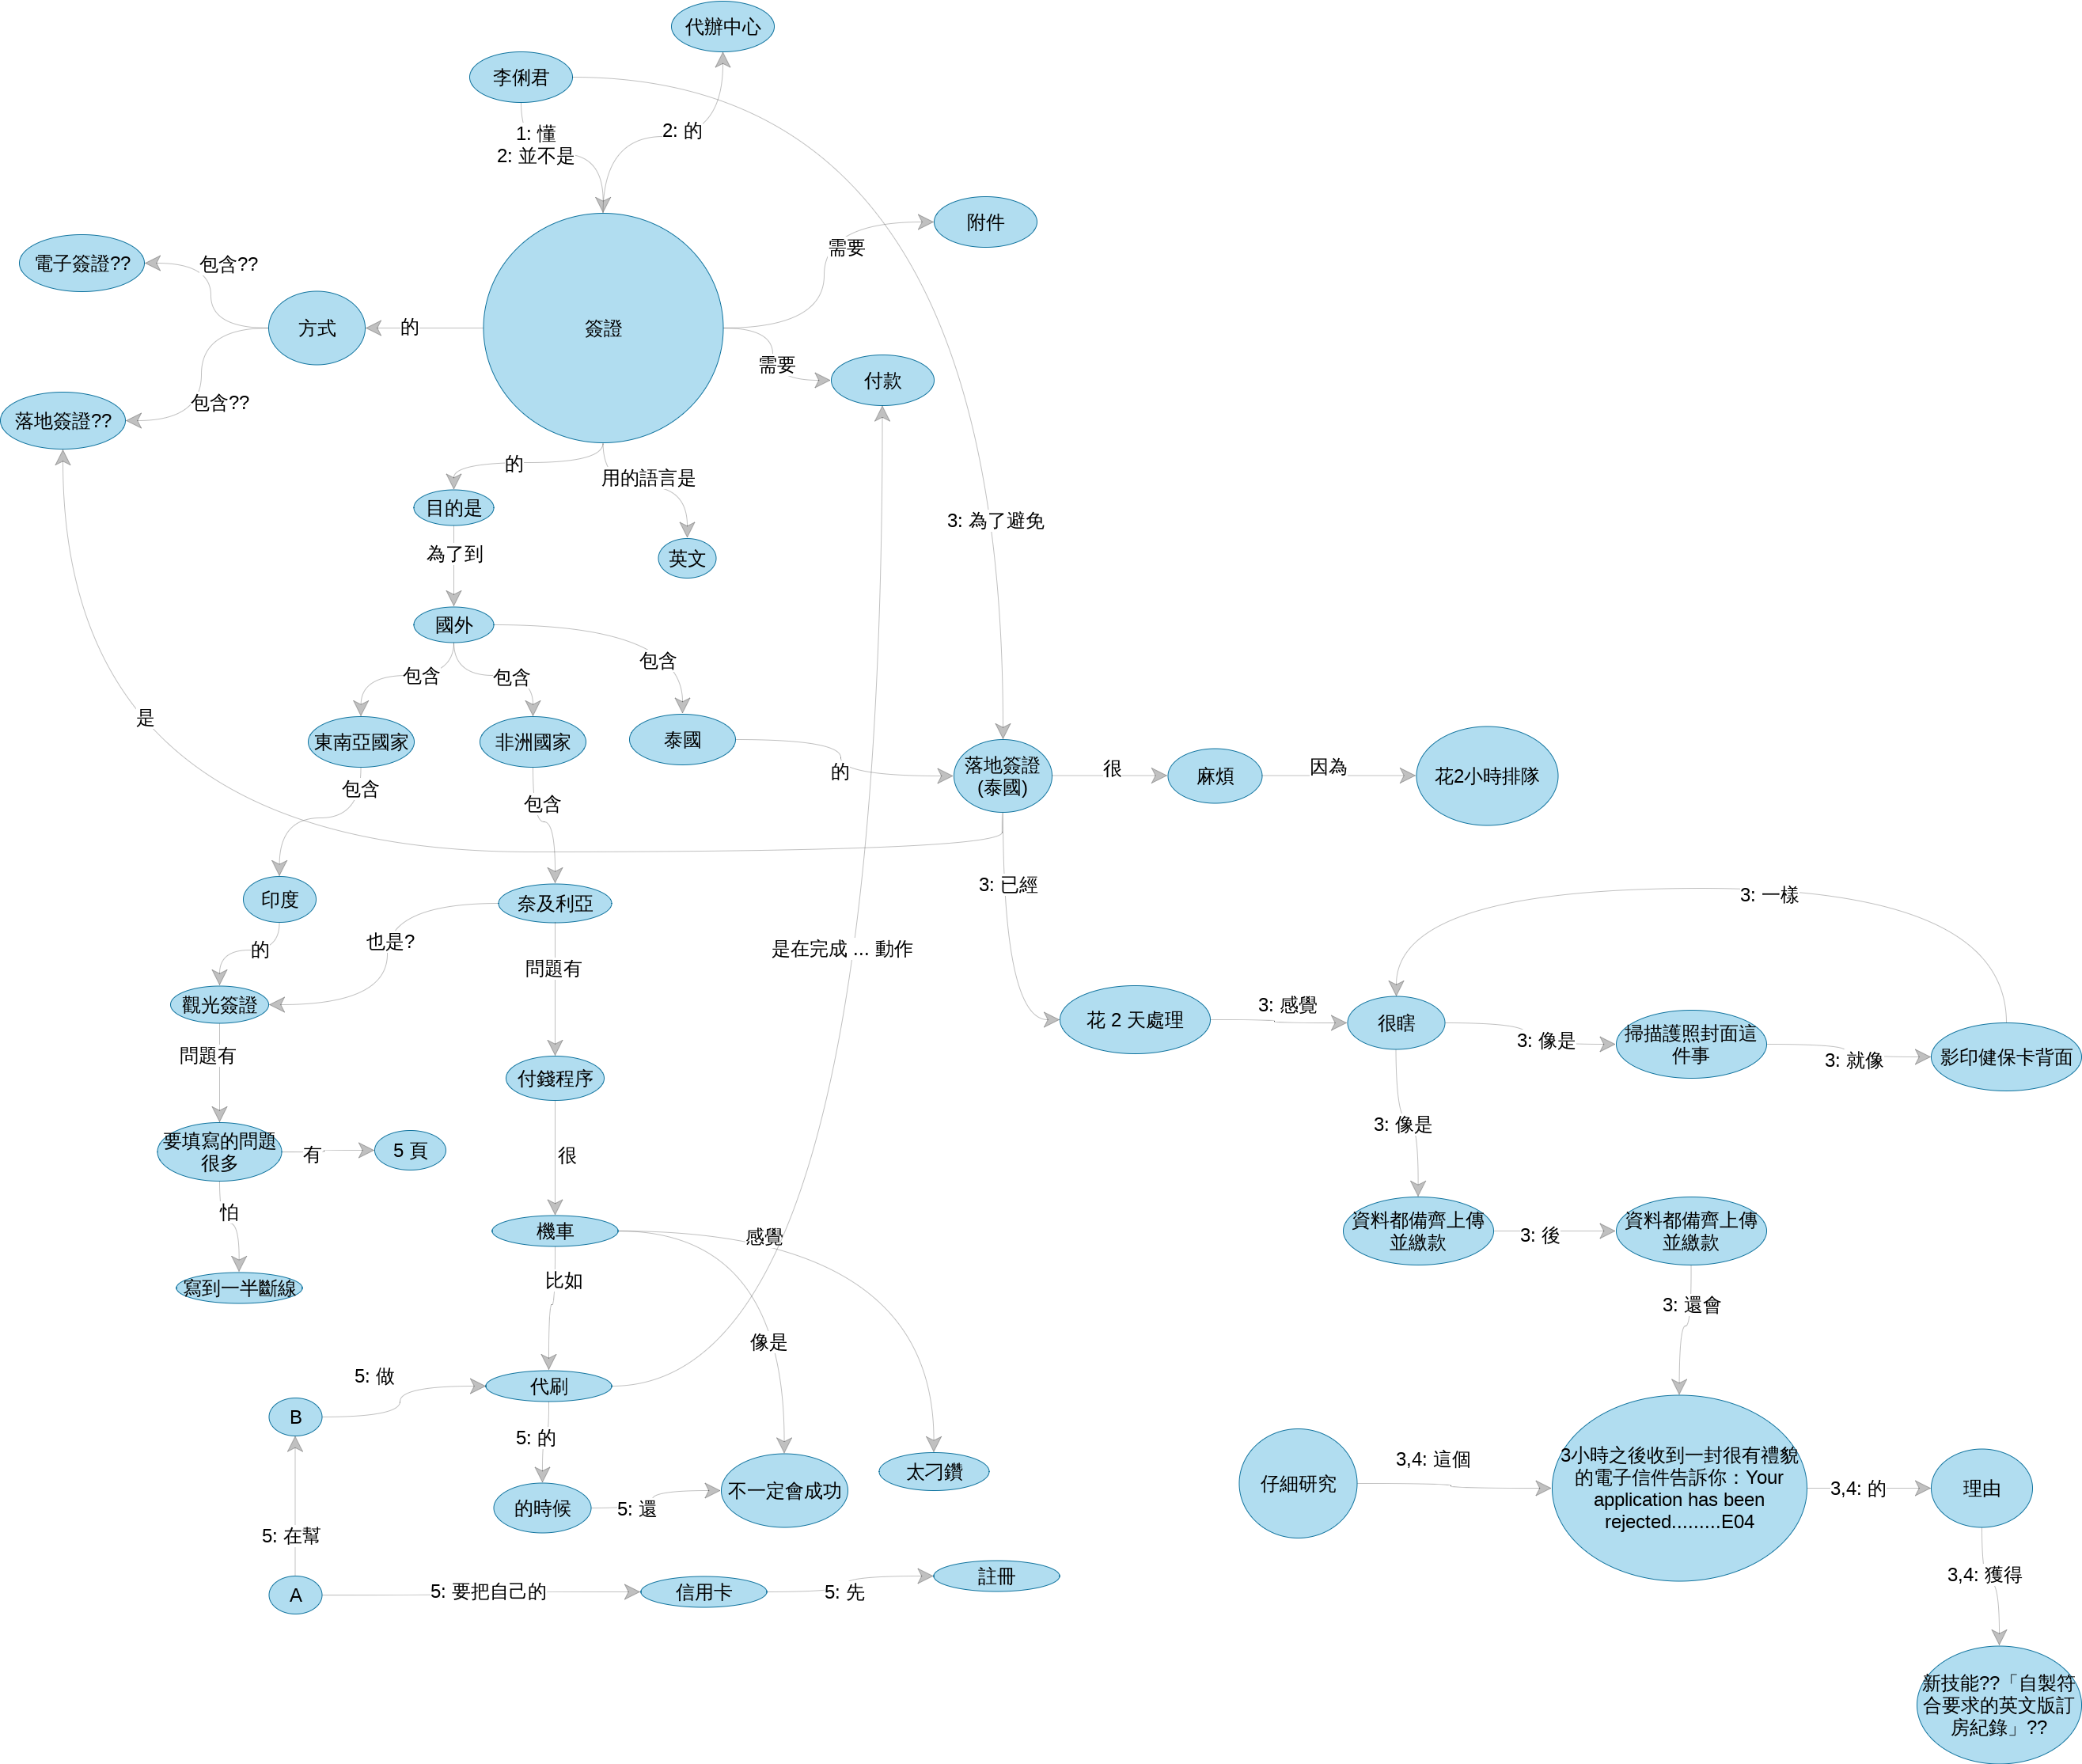 代辦中心
李俐君
1: 懂
2: 並不是
2: 的
附件
需要
電子簽證??
包含??
方式
的
簽證
需要
付款
落地簽證??
包含??
的
用的語言是
目的是
英文
3: 為了避免
為了到
國外
包含
包含
包含
東南亞國家
非洲國家
泰國
是
的
落地簽證
(泰國)
很
麻煩
因為
花2小時排隊
包含
包含
印度
奈及利亞
3: 已經
3: 一樣
的
也是?
問題有
是在完成 ... 動作
觀光簽證
花 2 天處理
3: 感覺
很瞎
3: 像是
掃描護照封面這
件事
3: 就像
影印健保卡背面
問題有
付錢程序
要填寫的問題
很多
有
5 頁
很
3: 像是
怕
機車
感覺
資料都備齊上傳
並繳款
3: 後
資料都備齊上傳
並繳款
寫到一半斷線
比如
像是
3: 還會
5: 做
代刷
B
5: 的
太刁鑽
不一定會成功
的時候
5: 還
仔細研究
3,4: 這個
3小時之後收到一封很有禮貌
的電子信件告訴你：Your
application has been
rejected.........E04
3,4: 的
理由
5: 在幫
A
5: 要把自己的
信用卡
5: 先
註冊
3,4: 獲得
新技能??「自製符
合要求的英文版訂
房紀錄」??